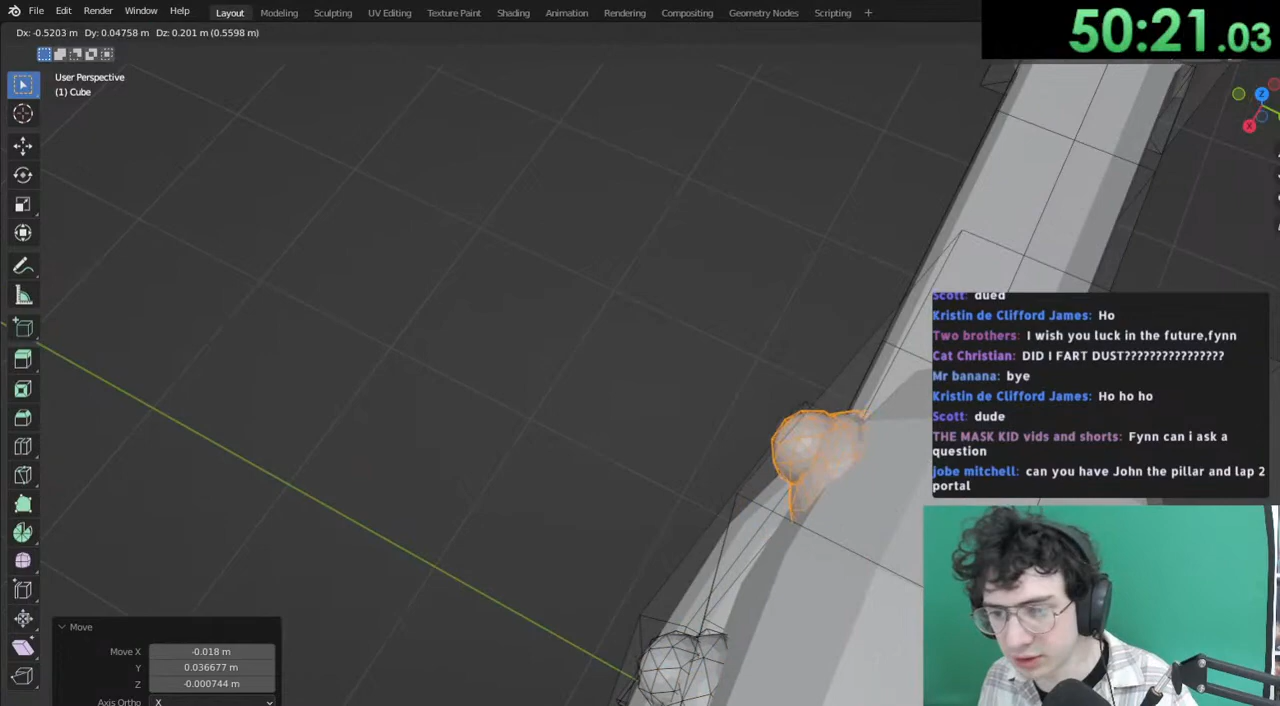 File Edit Render Window Help Layout Modeling Sculpting UV Editing Texture Paint Shading Animation Rendering Compositing Geometry Nodes Scripting +
Dx: -0.5203 m Dy: 0.04758 m Dz: 0.201 m (0.5598 m)
50:21.03
User Perspective
(1) Cube
Z
X
Scott: dued
Kristin de Clifford James: Ho
Two brothers: I wish you luck in the future,fynn
Cat Christian: DID I FART DUST????????????????
Mr banana: bye
Kristin de Clifford James: Ho ho ho
Scott: dude
THE MASK KID vids and shorts: Fynn can i ask a
question
jobe mitchell: can you have John the pillar and lap 2
portal
Move
Move X -0.018 m
Y 0.036677 m
Z -0.000744 m
Axis Ortho X